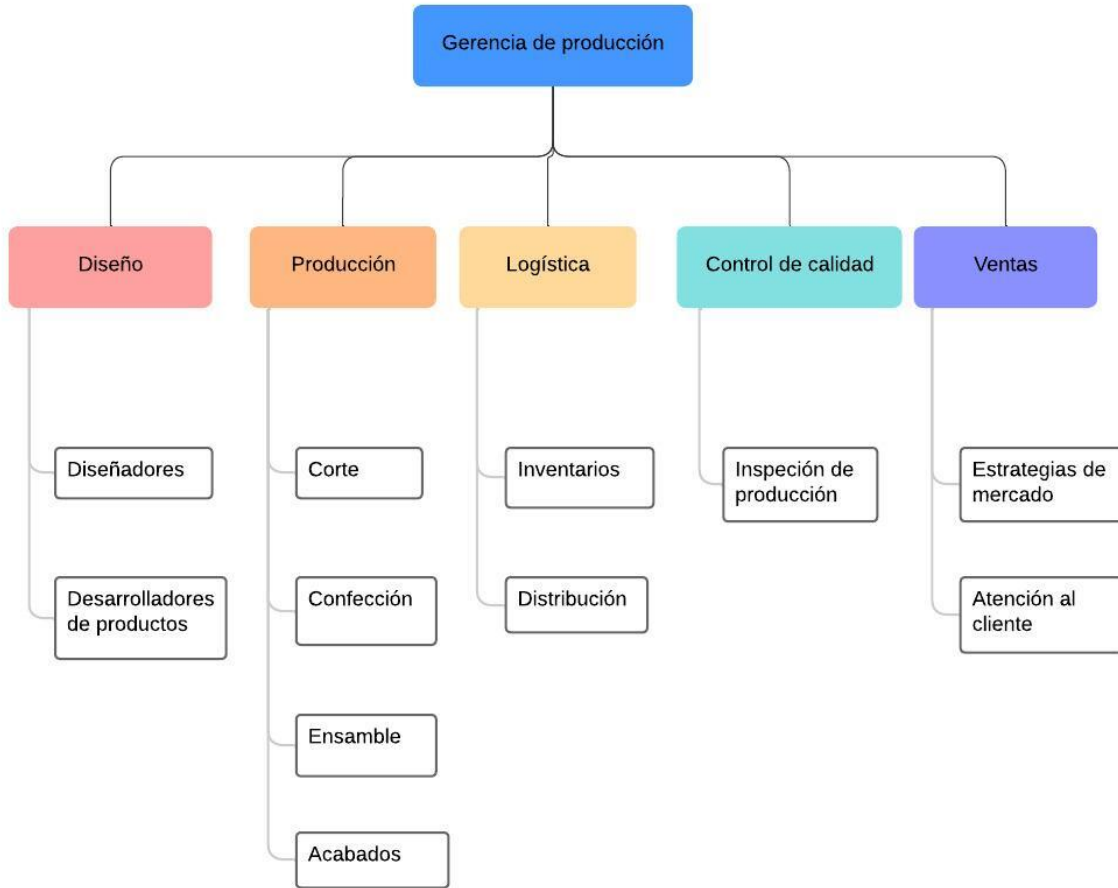 Gerencia de producción
Diseño
Producción
Logística
Control de calidad
Ventas
Diseñadores
Corte
Inventarios
Inspeción de
producción
Estrategias de
mercado
Desarrolladores
de productos
Confección
Distribución
Atención al
cliente
Ensamble
Acabados